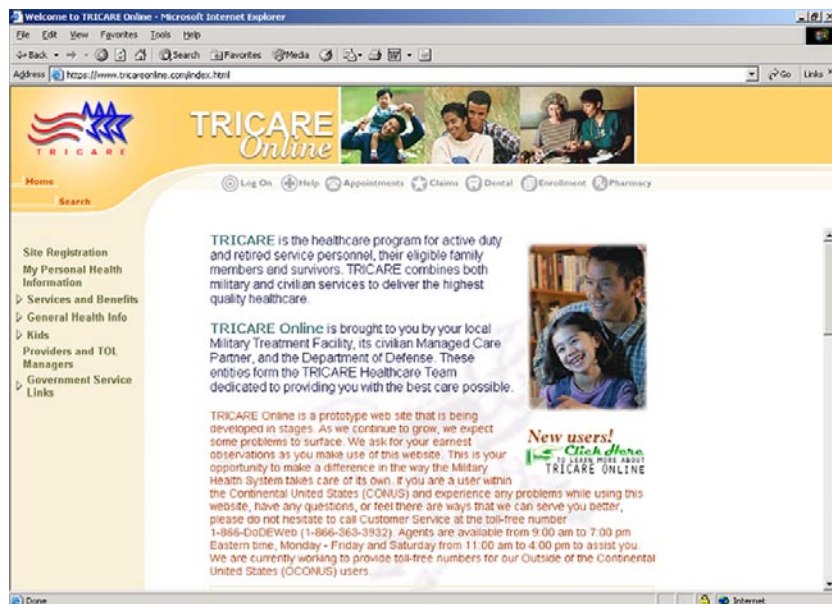 Welcome to TRICARE Online - Microsoft Internet Explorer
File Edit View Favorites Tools Help
Back Search Favorites Media
Address https://www.tricareonline.com/index.html Go Links
TRICARE
TRICARE
Online
Home
Search
Log On Help Appointments Claims Dental Enrollment Pharmacy
Site Registration
My Personal Health
Information
Services and Benefits
General Health Info
Kids
Providers and TOL
Managers
Government Service
Links
TRICARE is the healthcare program for active duty
and retired service personnel, their eligible family
members and survivors. TRICARE combines both
military and civilian services to deliver the highest
quality healthcare.
TRICARE Online is brought to you by your local
Military Treatment Facility, its civilian Managed Care
Partner, and the Department of Defense. These
entities form the TRICARE Healthcare Team
dedicated to providing you with the best care possible.
TRICARE Online is a prototype web site that is being
developed in stages. As we continue to grow, we expect
some problems to surface. We ask for your earnest
observations as you make use of this website. This is your
opportunity to make a difference in the way the Military
Health System takes care of its own. If you are a user within
the Continental United States (CONUS) and experience any problems while using this
website, have any questions, or feel there are ways that we can serve you better,
please do not hesitate to call Customer Service at the toll-free number
1-866-DoDEWeb (1-866-363-3932). Agents are available from 9:00 am to 7:00 pm
Eastern time, Monday - Friday and Saturday from 11:00 am to 4:00 pm to assist you.
We are currently working to provide toll-free numbers for our Outside of the Continental
United States (OCONUS) users.
New users!
Click Here
TO LEARN MORE ABOUT
TRICARE ONLINE
Done Internet